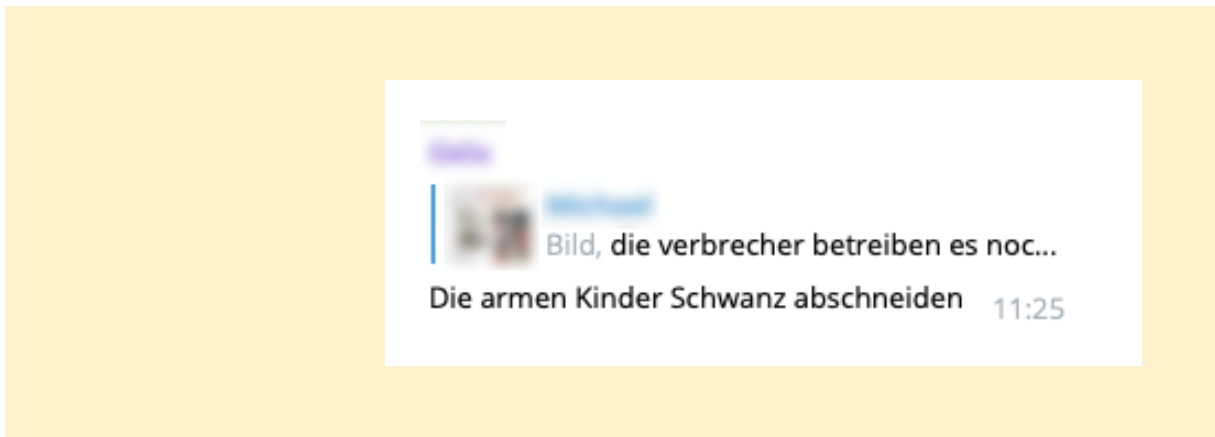 Bild, die verbrecher betreiben es noc...
Die armen Kinder Schwanz abschneiden 11:25